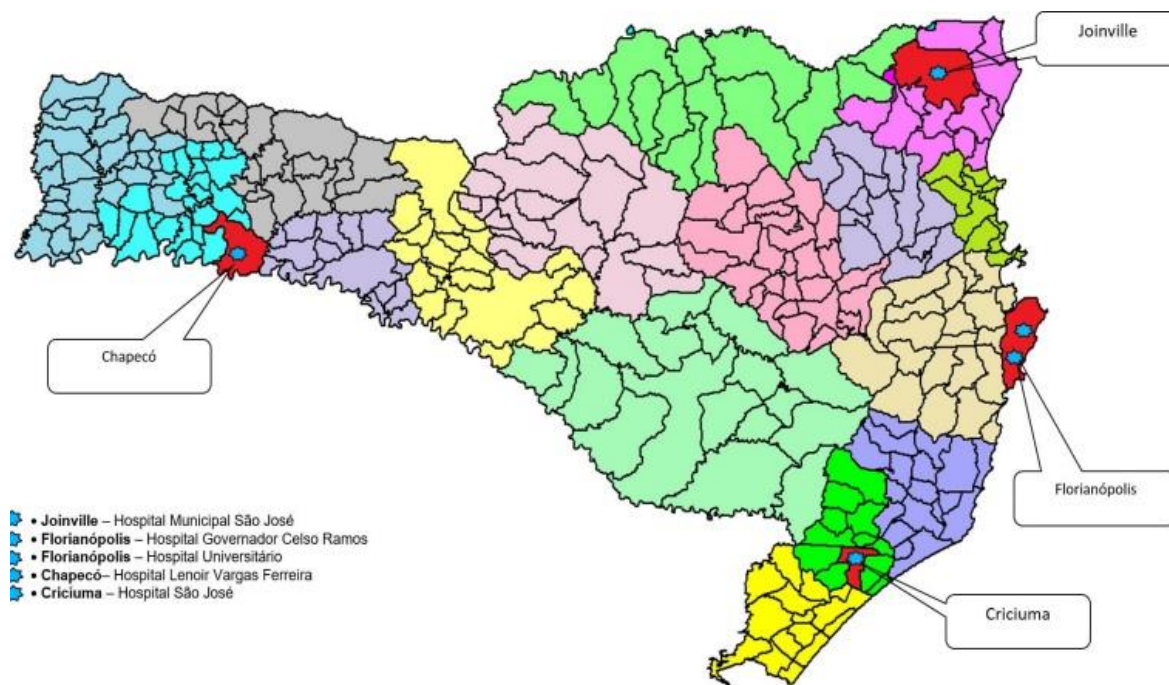 Joinville
Chapecó
Florianópolis
Criciuma
• Joinville – Hospital Municipal São José
• Florianópolis – Hospital Governador Celso Ramos
• Florianópolis – Hospital Universitário
• Chapecó– Hospital Lenoir Vargas Ferreira
• Criciuma – Hospital São José